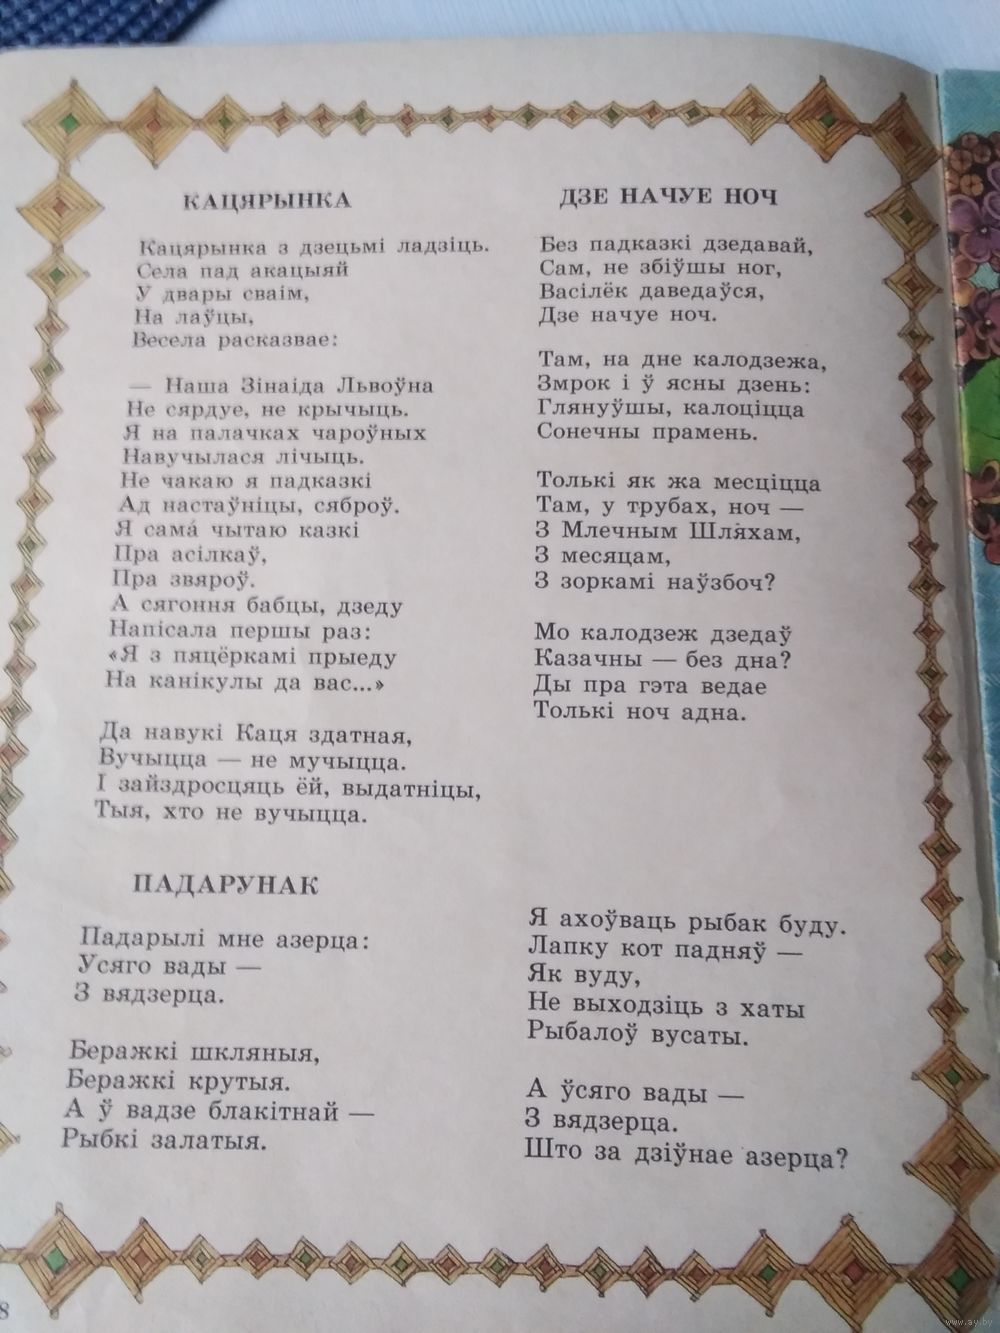 КАЦЯРЫНКА
Кацярынка з дзецьмі ладзіць.
Села пад акацыяй
У двары сваім,
На лаўцы,
Весела расказвае:
— Наша Зінаіда Львоўна
Не сярдуе, не крычыць.
Я на палачках чароўных
Навучылася лічыць.
Не чакаю я падказкі
Ад настаўніцы, сяброў.
Я сама́ чытаю казкі
Пра асілкаў,
Пра звяроў.
А сягоння бабцы, дзеду
Напісала першы раз:
«Я з пяцёркамі прыеду
На канікулы да вас...»
Да навукі Каця здатная,
Вучыцца — не мучыцца.
І зайздросцяць ёй, выдатніцы,
Тыя, хто не вучыцца.
ДЗЕ НАЧУЕ НОЧ
Без падказкі дзедавай,
Сам, не збіўшы ног,
Васілёк даведаўся,
Дзе начуе ноч.
Там, на дне калодзежа,
Змрок і ў ясны дзень:
Глянуўшы, калоціцца
Сонечны прамень.
Толькі як жа месціцца
Там, у трубах, ноч —
З Млечным Шляхам,
З месяцам,
З зоркамі наўзбоч?
Мо калодзеж дзедаў
Казачны — без дна?
Ды пра гэта ведае
Толькі ноч адна.
ПАДАРУНАК
Падарылі мне азерца:
Усяго вады —
З вядзерца.
Беражкі шкляныя,
Беражкі крутыя.
А ў вадзе блакітнай —
Рыбкі залатыя.
Я ахоўваць рыбак буду.
Лапку кот падняў —
Як вуду,
Не выходзіць з хаты
Рыбалоў вусаты.
А ўсяго вады —
З вядзерца.
Што за дзіўнае азерца?
8
www.ay.by